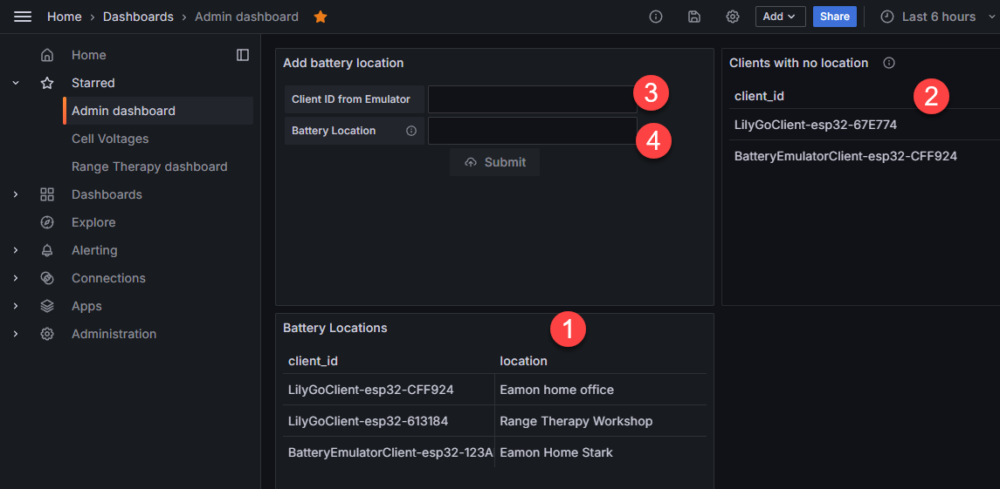 Home › Dashboards › Admin dashboard
Add
Share
Last 6 hours
Home
Starred
Admin dashboard
Cell Voltages
Range Therapy dashboard
Dashboards
Explore
Alerting
Connections
Apps
Administration
Add battery location
Client ID from Emulator
3
Battery Location
4
Submit
Clients with no location
client_id
2
LilyGoClient-esp32-67E774
BatteryEmulatorClient-esp32-CFF924
Battery Locations
1
client_id location
LilyGoClient-esp32-CFF924 Eamon home office
LilyGoClient-esp32-613184 Range Therapy Workshop
BatteryEmulatorClient-esp32-123A Eamon Home Stark